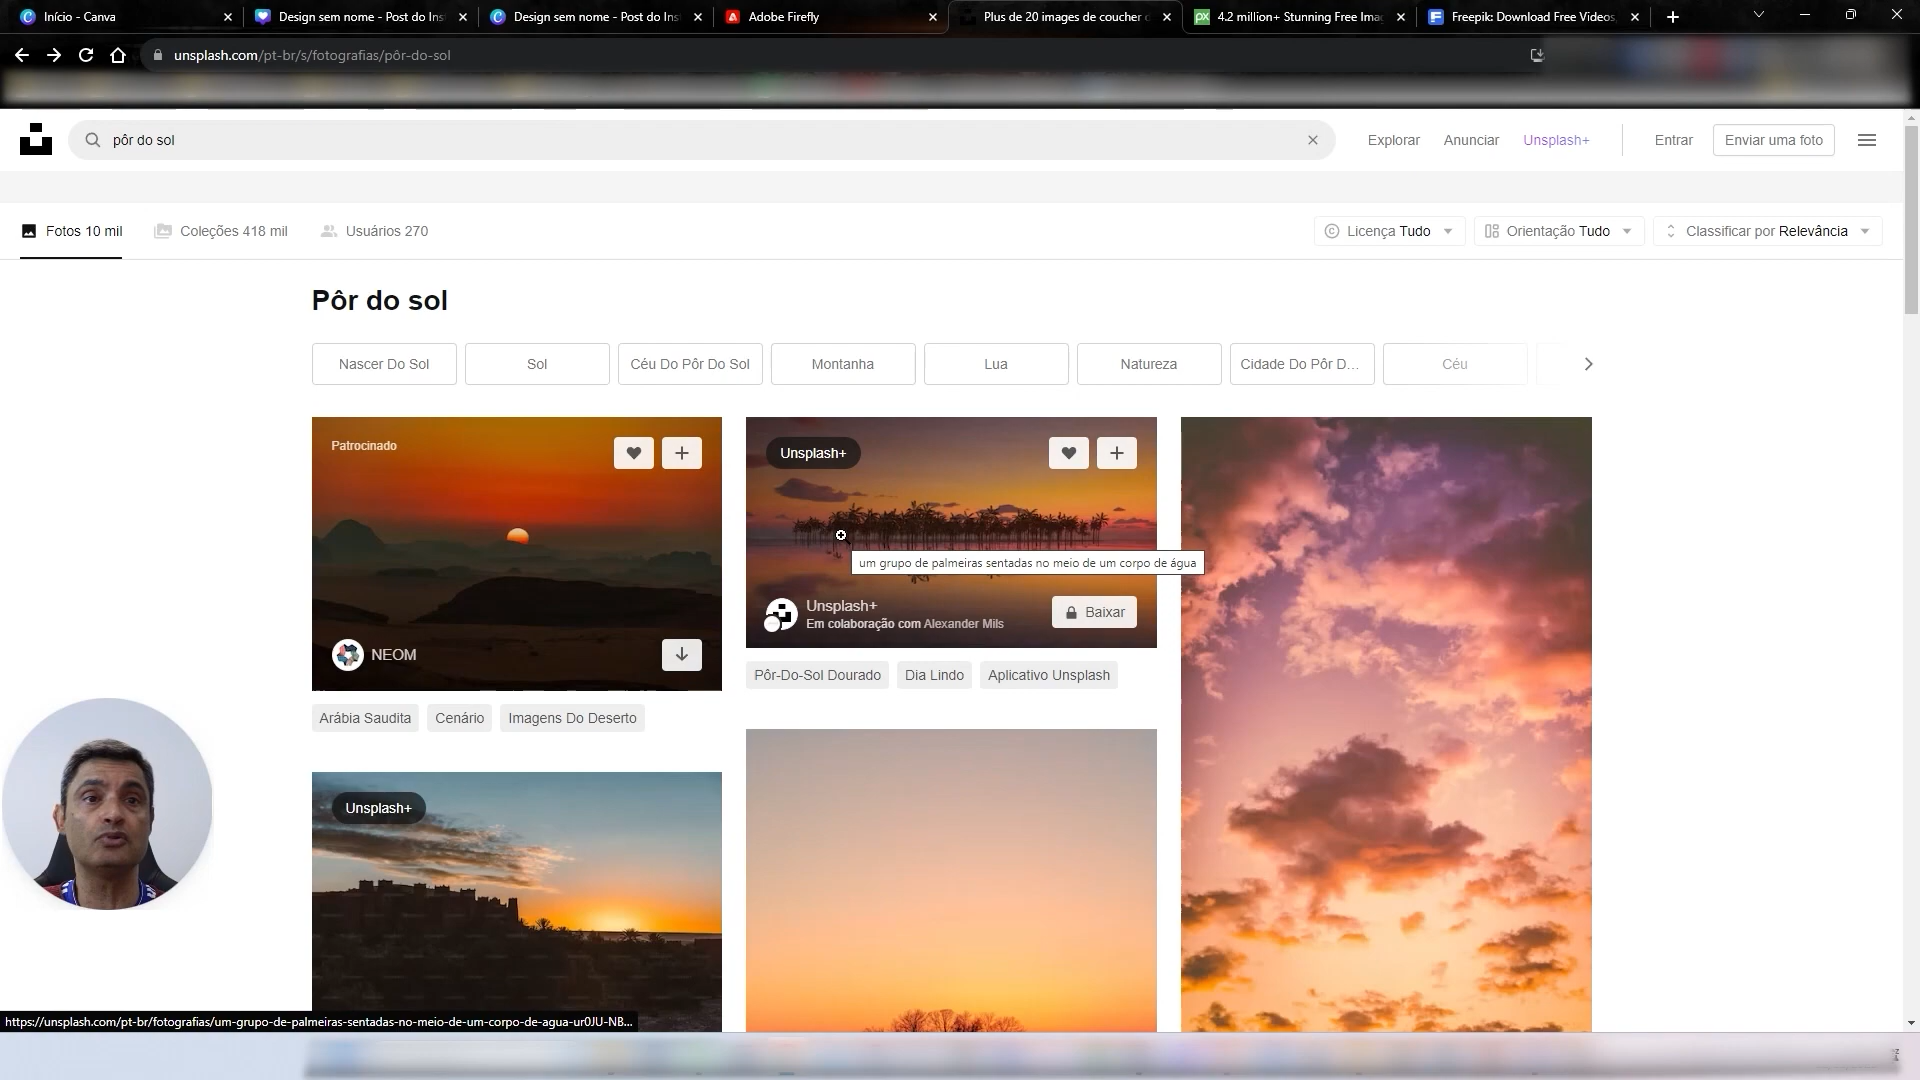 Início - Canva
Design sem nome - Post do Ins
Design sem nome - Post do Inst
Adobe Firefly
Plus de 20 images de coucher d
4.2 million+ Stunning Free Imag
Freepik: Download Free Videos,
unsplash.com/pt-br/s/fotografias/pôr-do-sol
pôr do sol
Explorar
Anunciar
Unsplash+
Entrar
Enviar uma foto
Fotos 10 mil
Coleções 418 mil
Usuários 270
Licença Tudo
Orientação Tudo
Classificar por Relevância
Pôr do sol
Nascer Do Sol
Sol
Céu Do Pôr Do Sol
Montanha
Lua
Natureza
Cidade Do Pôr D...
Céu
Patrocinado
NEOM
Arábia Saudita
Cenário
Imagens Do Deserto
Unsplash+
um grupo de palmeiras sentadas no meio de um corpo de água
Unsplash+
Em colaboração com Alexander Mils
Baixar
Pôr-Do-Sol Dourado
Dia Lindo
Aplicativo Unsplash
Unsplash+
https://unsplash.com/pt-br/fotografias/um-grupo-de-palmeiras-sentadas-no-meio-de-um-corpo-de-agua-ur0JU-NB...